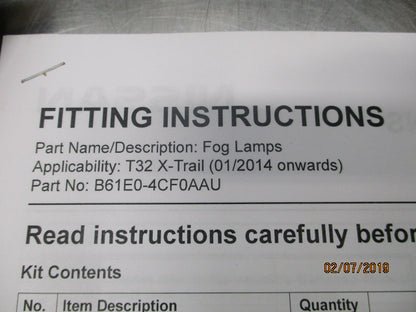 FITTING INSTRUCTIONS
Part Name/Description: Fog Lamps
Applicability: T32 X-Trail (01/2014 onwards)
Part No: B61E0-4CF0AAU
Read instructions carefully befor
Kit Contents
02/07/2019
No. Item Description Quantity